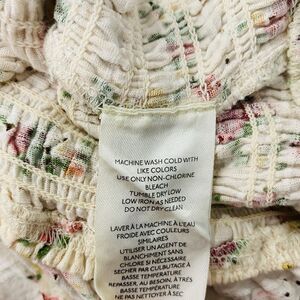 MACHINE WASH COLD WITH
LIKE COLORS
USE ONLY NON-CHLORINE
BLEACH
TUMBLE DRY LOW
LOW IRON AS NEEDED
DO NOT DRY CLEAN
LAVER À LA MACHINE À L'EAU
FROIDE AVEC COULEURS
SIMILAIRES
UTILISER UN AGENT DE
BLANCHIMENT SANS
CHLORE SI NÉCESSAIRE
SÉCHER PAR CULBUTAGE À
BASSE TEMPÉRATURE
REPASSER, AU BESOIN, À TRÈS
BASSE TEMPÉRATURE
NE PAS NETTOYER À SEC